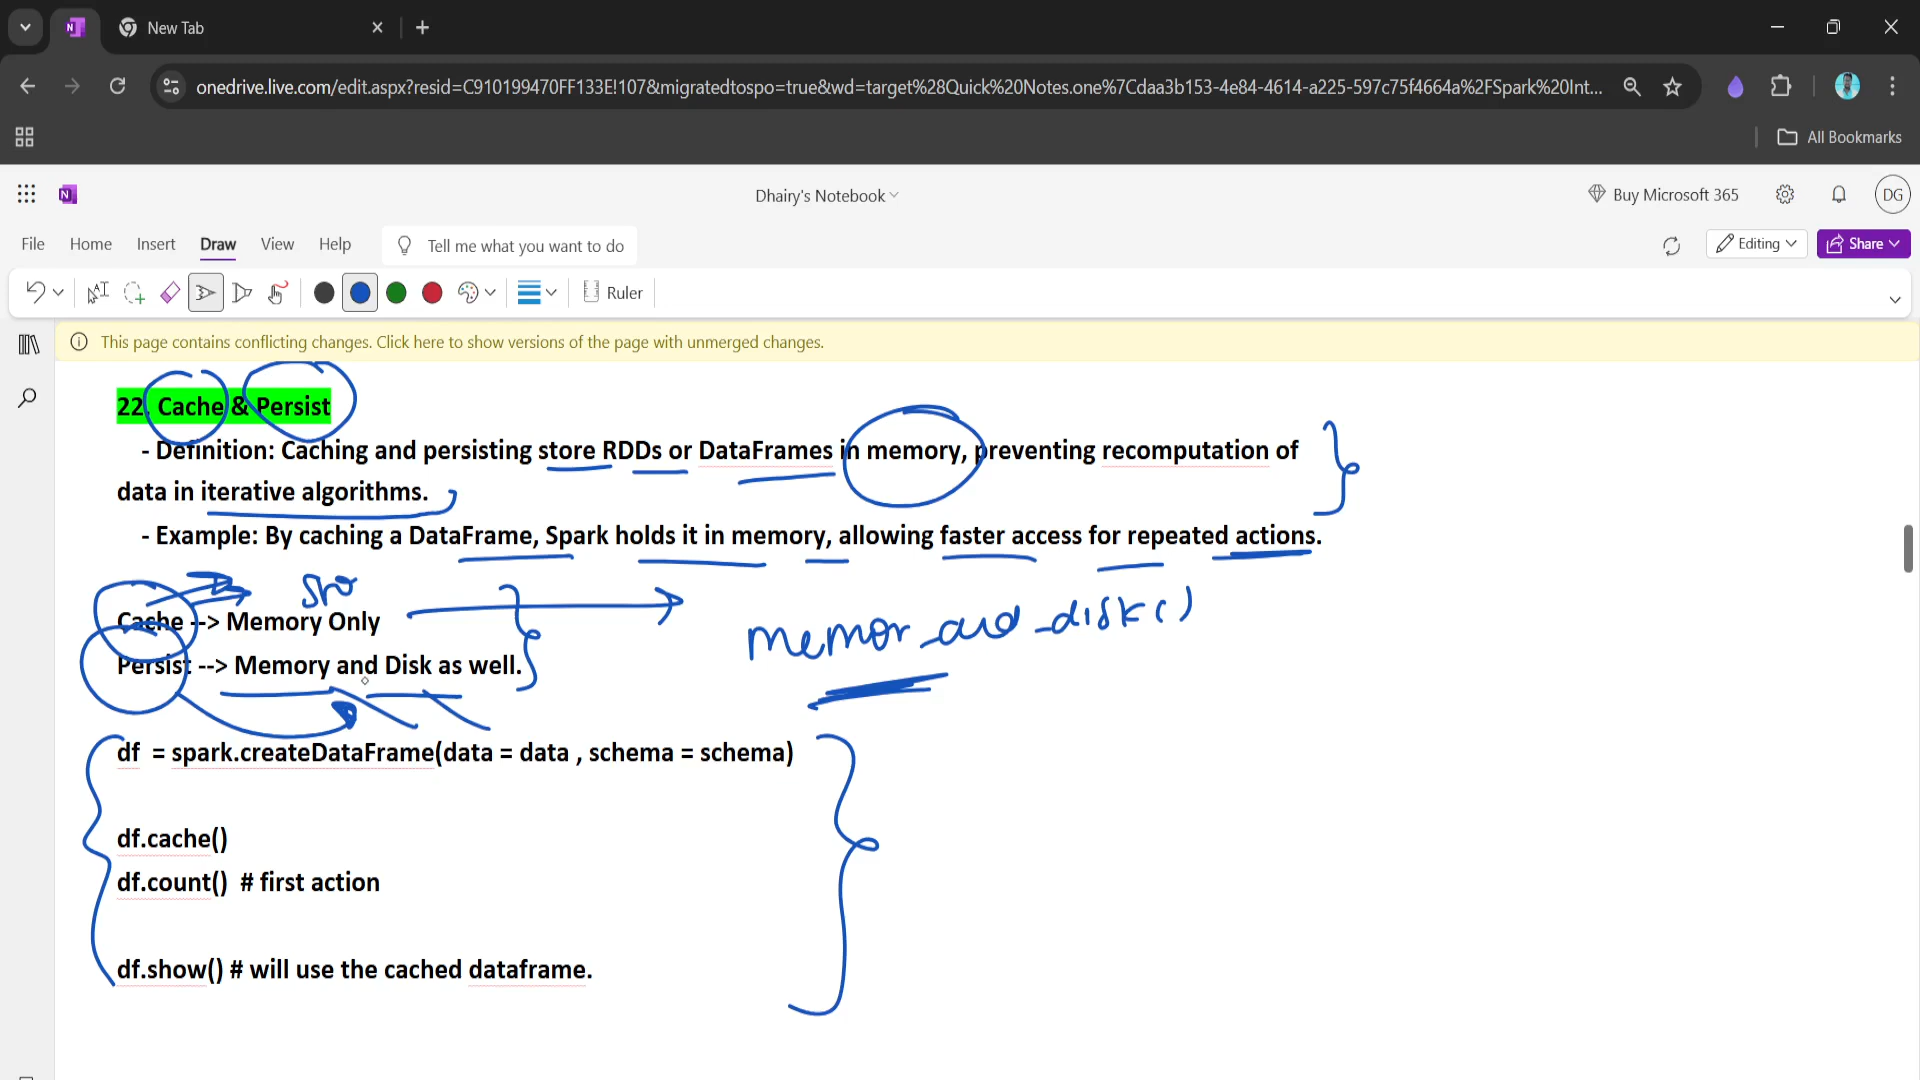 New Tab
onedrive.live.com/edit.aspx?resid=C910199470FF133E!107&migratedtospo=true&wd=target%28Quick%20Notes.one%7Cdaa3b153-4e84-4614-a225-597c75f4664a%2FSpark%20Int...
All Bookmarks
N Dhairy's Notebook Buy Microsoft 365 DG
File Home Insert Draw View Help Tell me what you want to do Editing Share
Ruler
This page contains conflicting changes. Click here to show versions of the page with unmerged changes.
22. Cache & Persist
- Definition: Caching and persisting store RDDs or DataFrames in memory, preventing recomputation of
data in iterative algorithms.
- Example: By caching a DataFrame, Spark holds it in memory, allowing faster access for repeated actions.
Cache --> Memory Only
memor_and_disk()
Persist --> Memory and Disk as well.
df = spark.createDataFrame(data = data , schema = schema)
df.cache()
df.count() # first action
df.show() # will use the cached dataframe.